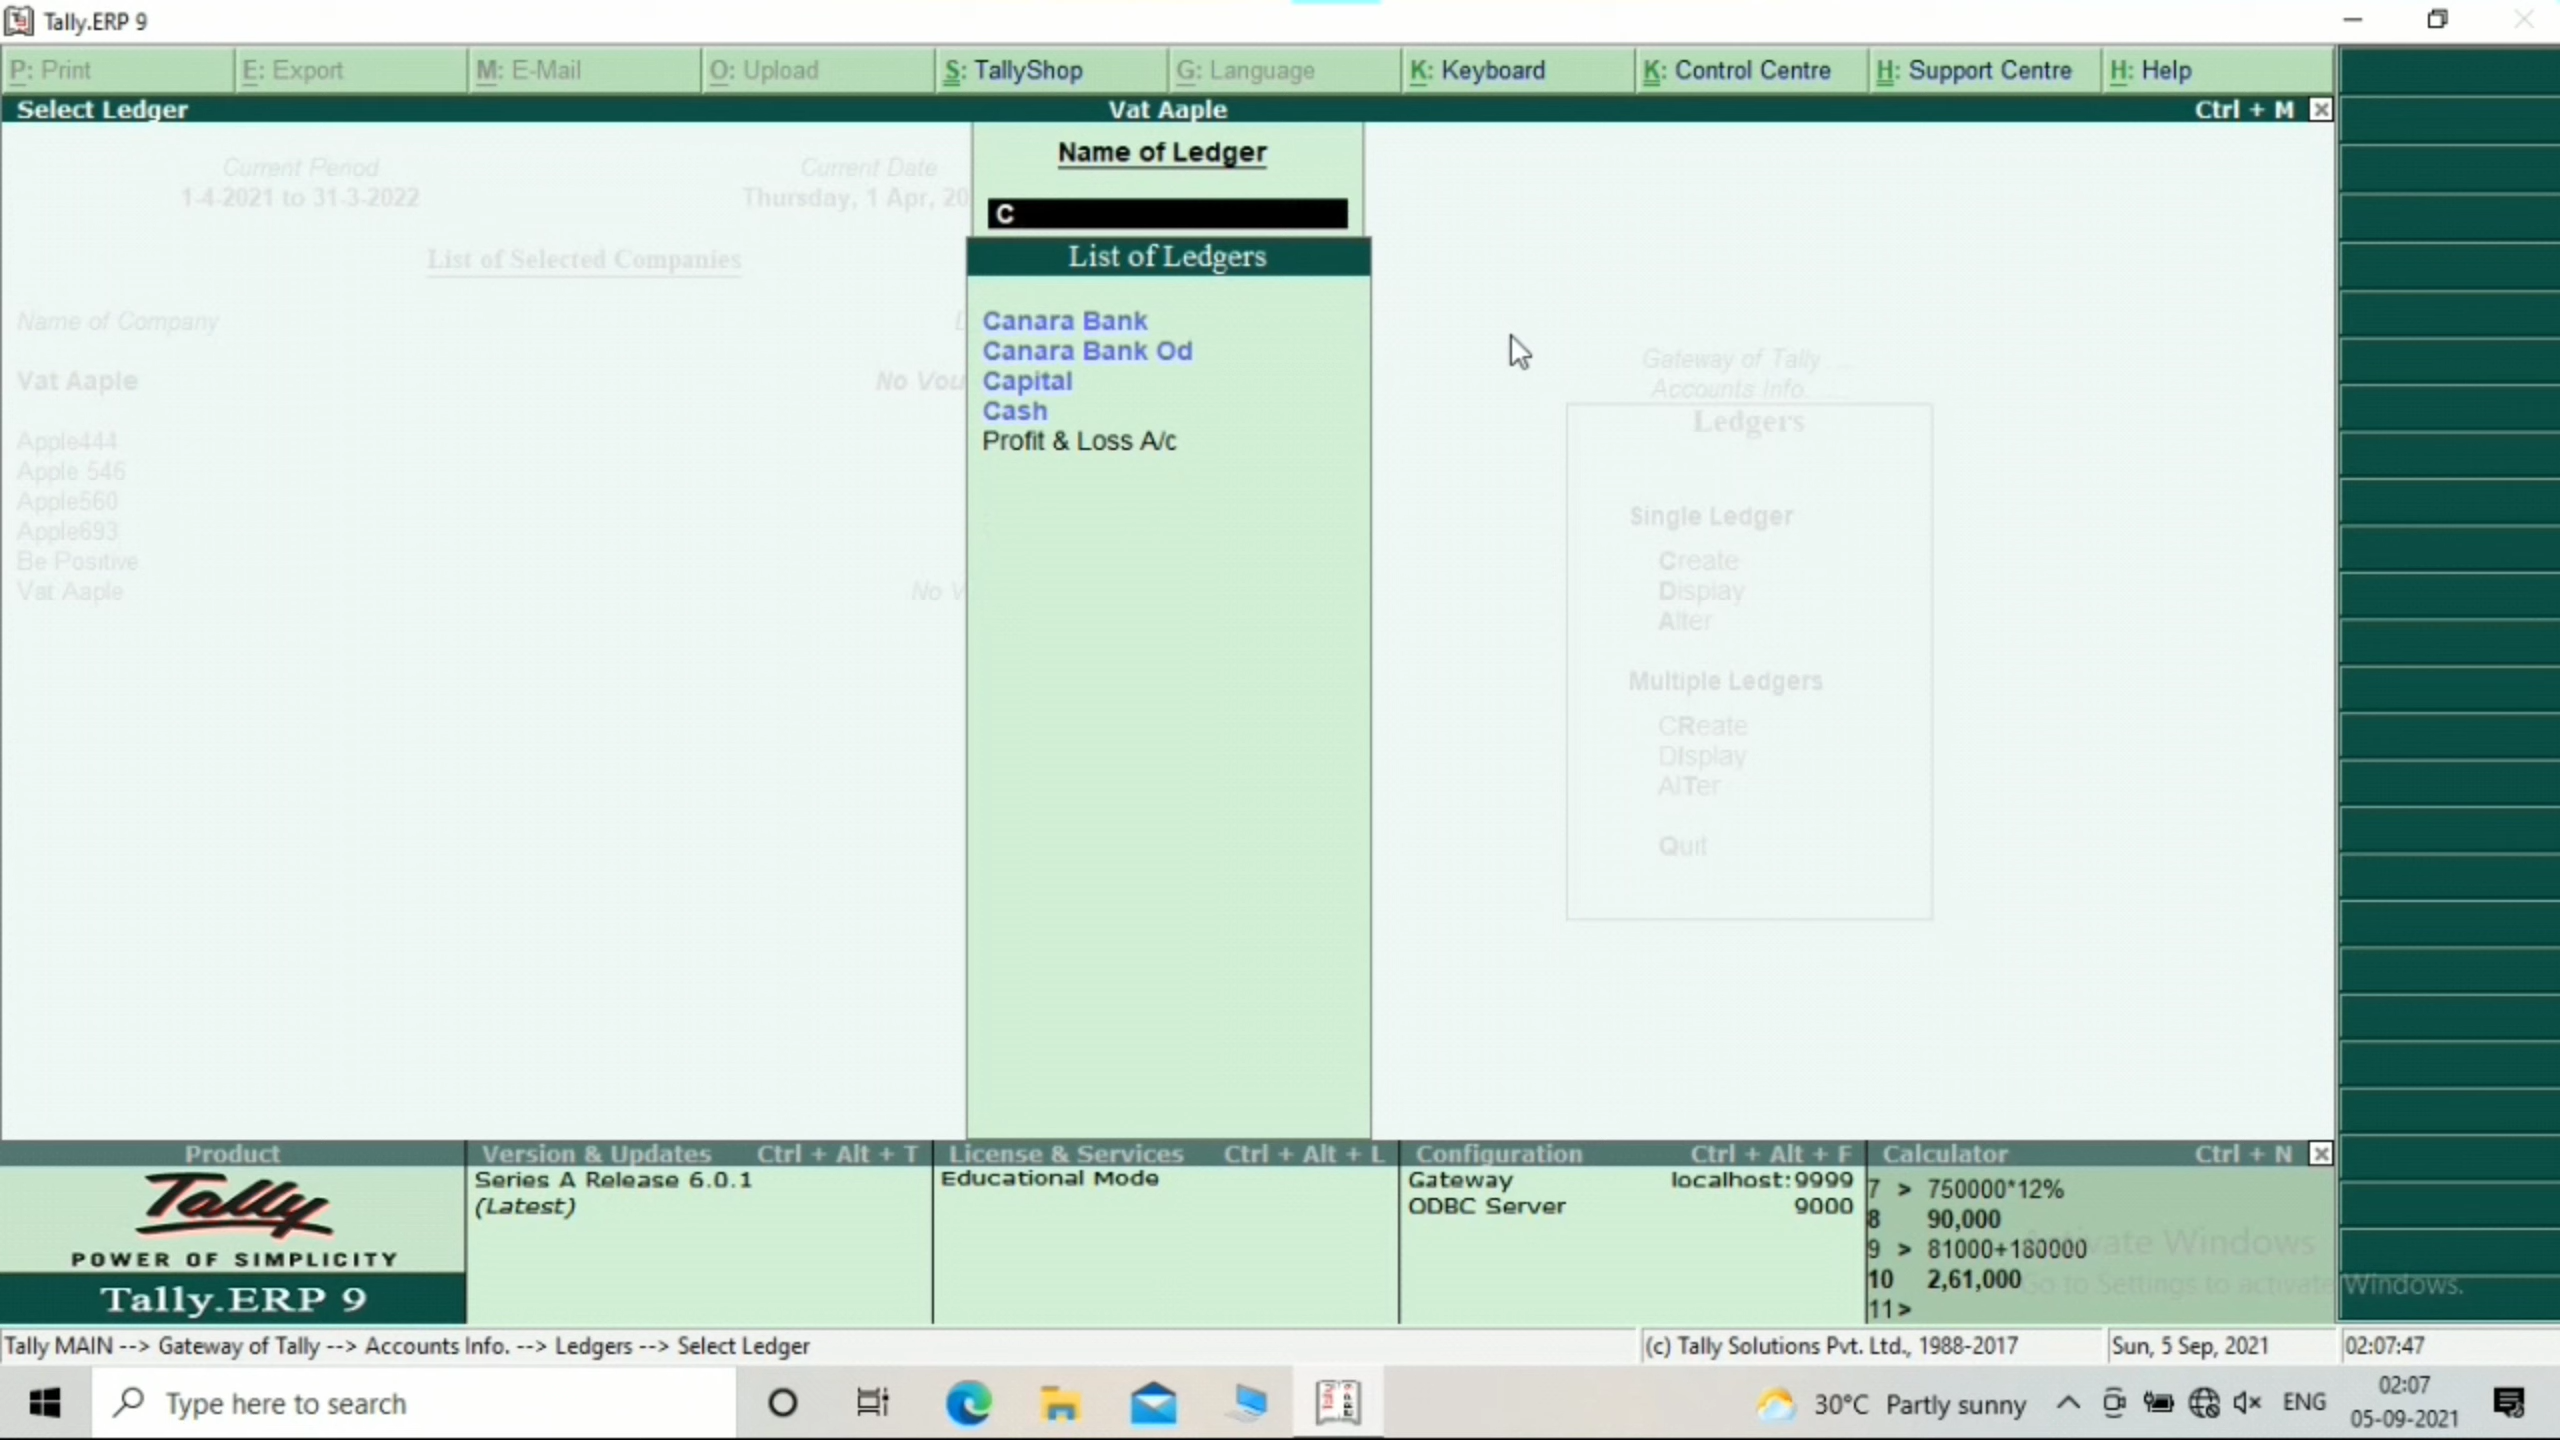 Tally.ERP 9
P: Print
E: Export
M: E-Mail
O: Upload
S: TallyShop
G: Language
K: Keyboard
K: Control Centre
H: Support Centre
H: Help
Select Ledger
Vat Aaple
Ctrl + M
Current Period
1-4-2021 to 31-3-2022
Current Date
Thursday, 1 Apr, 20
List of Selected Companies
Name of Company
Vat Aaple
No Vou
Apple444
Apple 546
Apple560
Apple693
Be Positive
Vat Aaple
No V
Name of Ledger
C
List of Ledgers
Canara Bank
Canara Bank Od
Capital
Cash
Profit & Loss A/c
Gateway of Tally ...
Accounts Info. ...
Ledgers
Single Ledger
Create
Display
Alter
Multiple Ledgers
CReate
DIsplay
AlTer
Quit
Product
Tally
POWER OF SIMPLICITY
Tally.ERP 9
Version & Updates Ctrl + Alt + T
Series A Release 6.0.1
(Latest)
License & Services Ctrl + Alt + L
Educational Mode
Configuration Ctrl + Alt + F
Gateway localhost:9999
ODBC Server 9000
Calculator Ctrl + N
7 > 750000*12%
8 90,000
9 > 81000+180000
10 2,61,000
11>
Activate Windows
Go to Settings to activate Windows.
Tally MAIN --> Gateway of Tally --> Accounts Info. --> Ledgers --> Select Ledger
(c) Tally Solutions Pvt. Ltd., 1988-2017
Sun, 5 Sep, 2021
02:07:47
Type here to search
30°C Partly sunny
ENG
02:07
05-09-2021